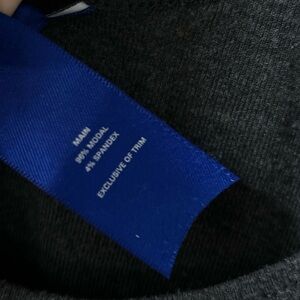 MAIN
96% MODAL
4% SPANDEX
EXCLUSIVE OF TRIM